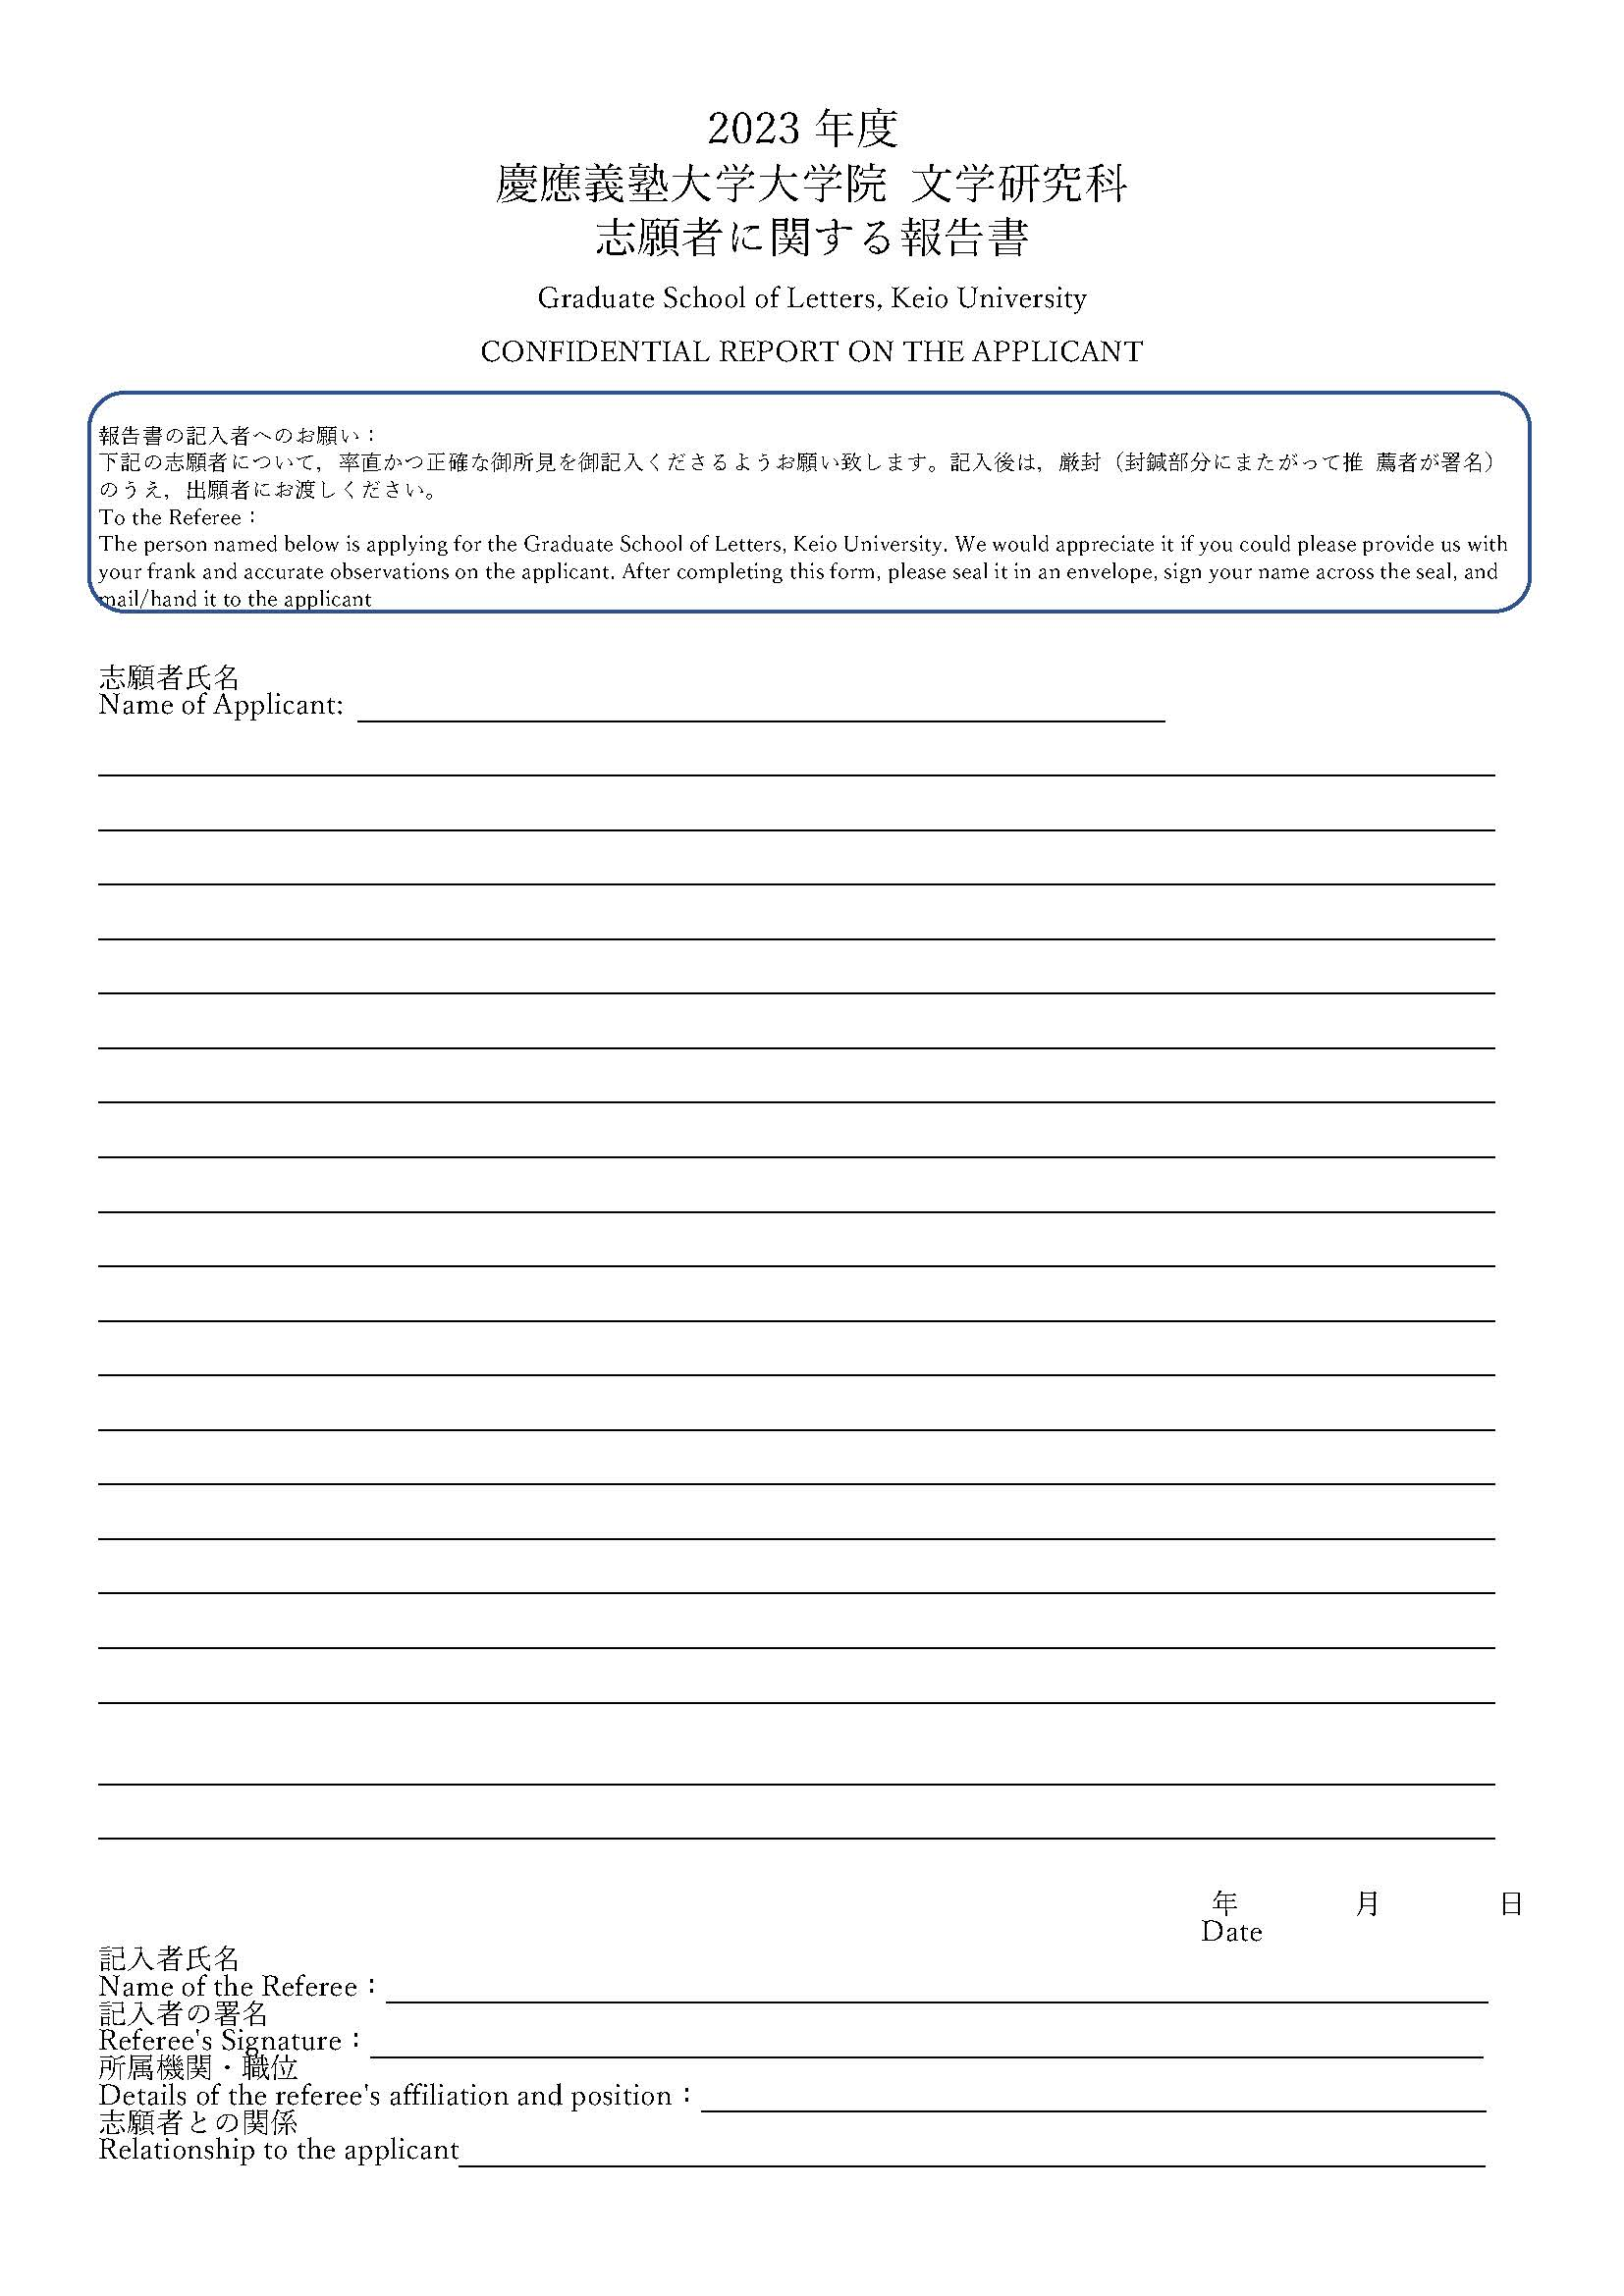 2023 年度
慶應義塾大学大学院 文学研究科
志願者に関する報告書
Graduate School of Letters, Keio University
CONFIDENTIAL REPORT ON THE APPLICANT
報告書の記入者へのお願い：
下記の志願者について，率直かつ正確な御所見を御記入くださるようお願い致します。記入後は，厳封（封緘部分にまたがって推 薦者が署名）
のうえ，出願者にお渡しください。
To the Referee：
The person named below is applying for the Graduate School of Letters, Keio University. We would appreciate it if you could please provide us with
your frank and accurate observations on the applicant. After completing this form, please seal it in an envelope, sign your name across the seal, and
mail/hand it to the applicant
志願者氏名
Name of Applicant:
年 月 日
Date
記入者氏名
Name of the Referee：
記入者の署名
Referee's Signature：
所属機関・職位
Details of the referee's affiliation and position：
志願者との関係
Relationship to the applicant